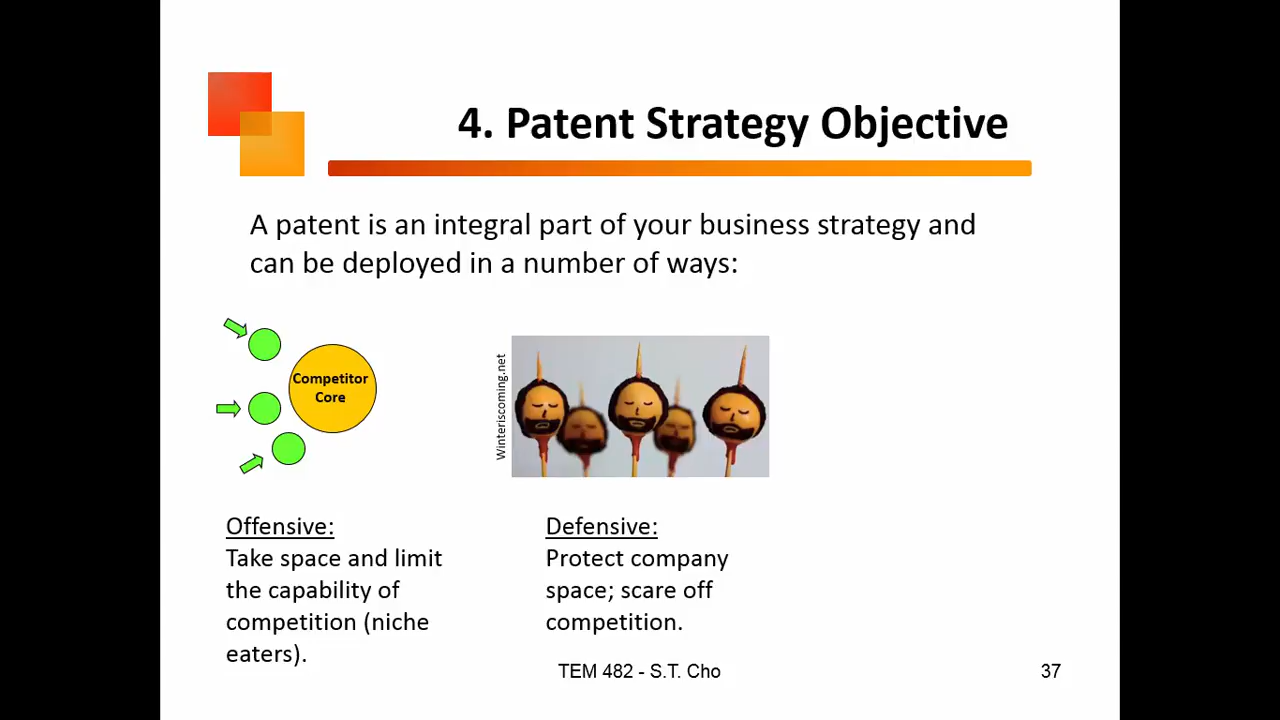 4. Patent Strategy Objective
A patent is an integral part of your business strategy and
can be deployed in a number of ways:
Competitor
Core
Winteriscoming.net
Offensive:
Take space and limit
the capability of
competition (niche
eaters).
Defensive:
Protect company
space; scare off
competition.
TEM 482 - S.T. Cho
37